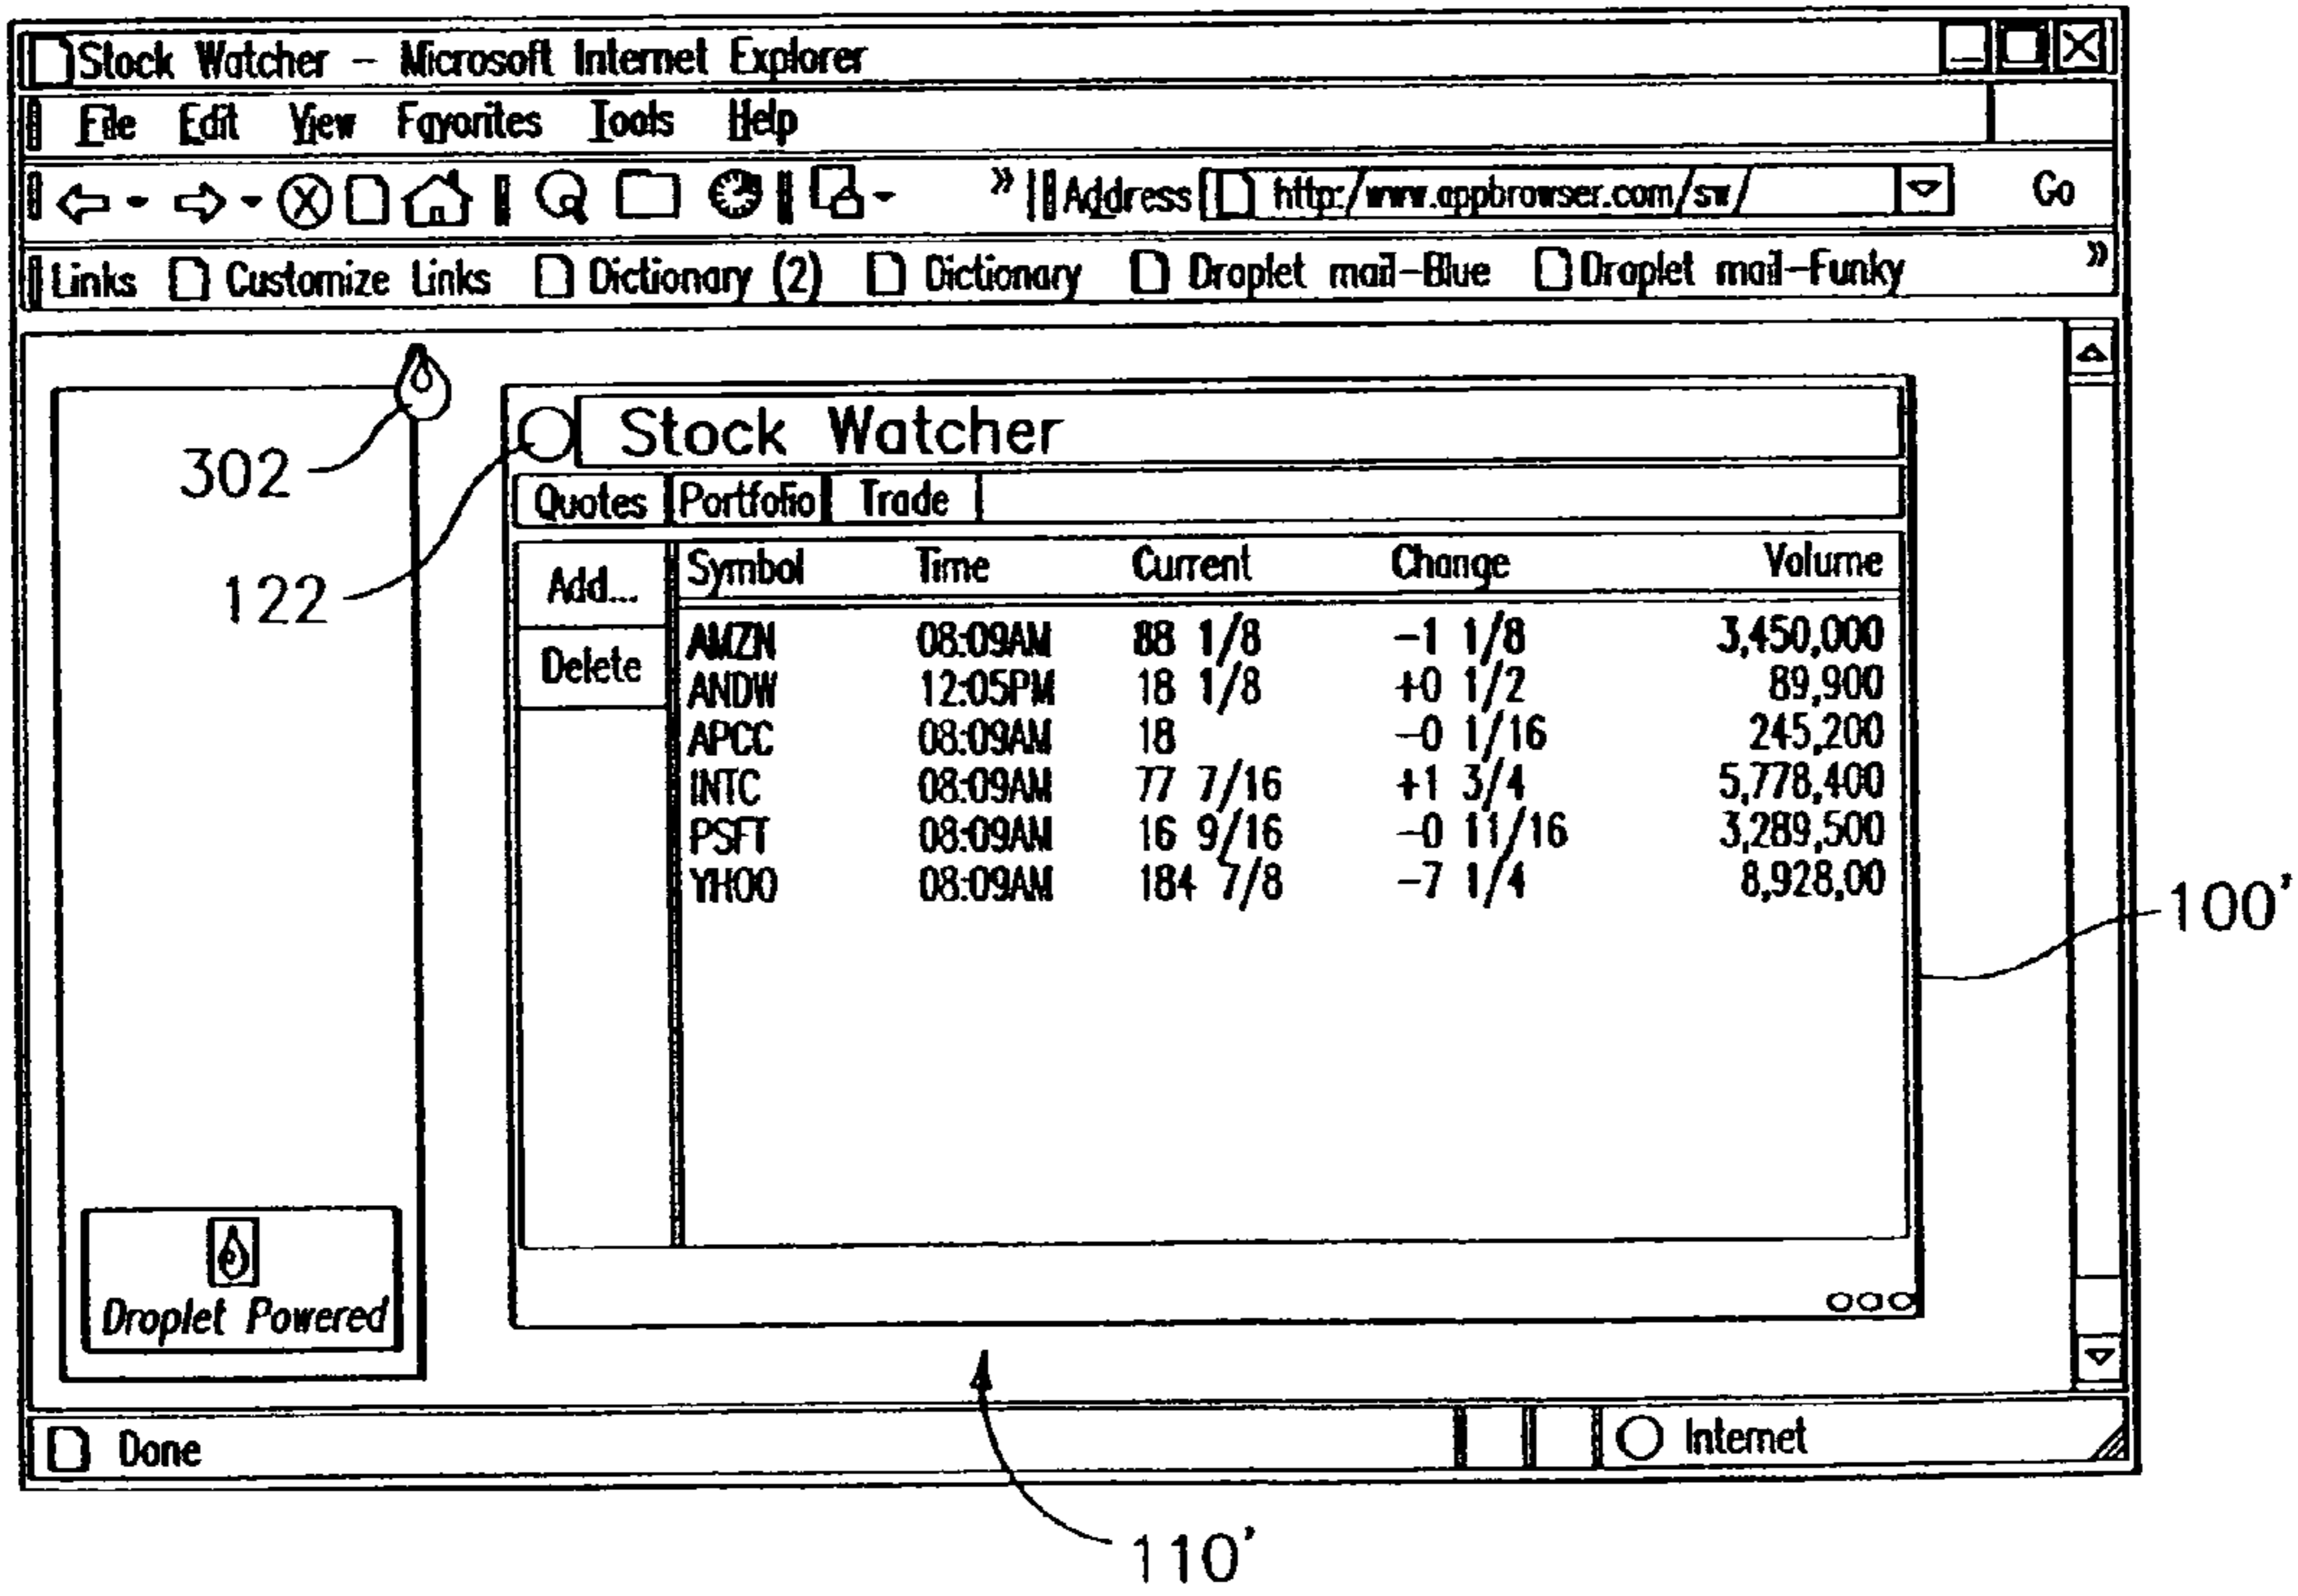 Stock Watcher - Microsoft Internet Explorer
File Edit View Favorites Tools Help
» Address http:/www.appbrowser.com/sw/ Go
Links Customize Links Dictionary (2) Dictionary Droplet mail-Blue Droplet mail-Funky »
302
122
Stock Watcher
Quotes Portfolio Trade
Add...
Delete
Symbol Time Current Change Volume
AMZN 08:09AM 88 1/8 -1 1/8 3,450,000
ANDW 12:05PM 18 1/8 +0 1/2 89,900
APCC 08:09AM 18 -0 1/16 245,200
INTC 08:09AM 77 7/16 +1 3/4 5,778,400
PSFT 08:09AM 16 9/16 -0 11/16 3,289,500
YHOO 08:09AM 184 7/8 -7 1/4 8,928,00
100'
Droplet Powered
Done Internet
110'